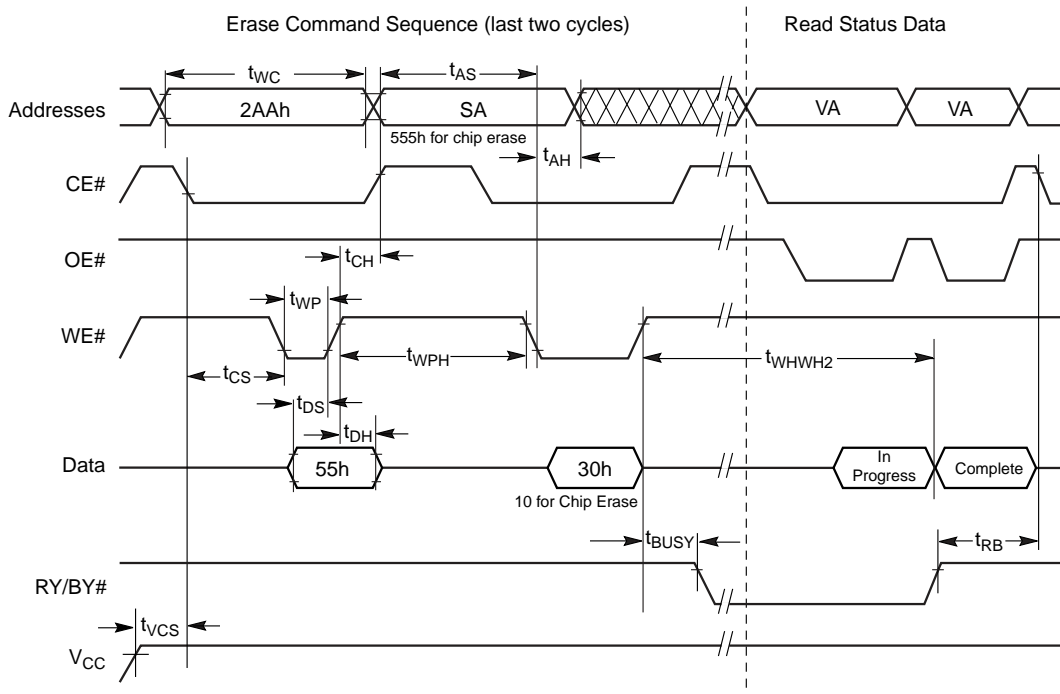 Erase Command Sequence (last two cycles)
Read Status Data
tWC
tAS
Addresses
2AAh
SA
VA
VA
555h for chip erase
tAH
CE#
OE#
tCH
tWP
WE#
tWPH
tWHWH2
tCS
tDS
tDH
Data
55h
30h
In
Progress
Complete
10 for Chip Erase
tBUSY
tRB
RY/BY#
tVCS
VCC